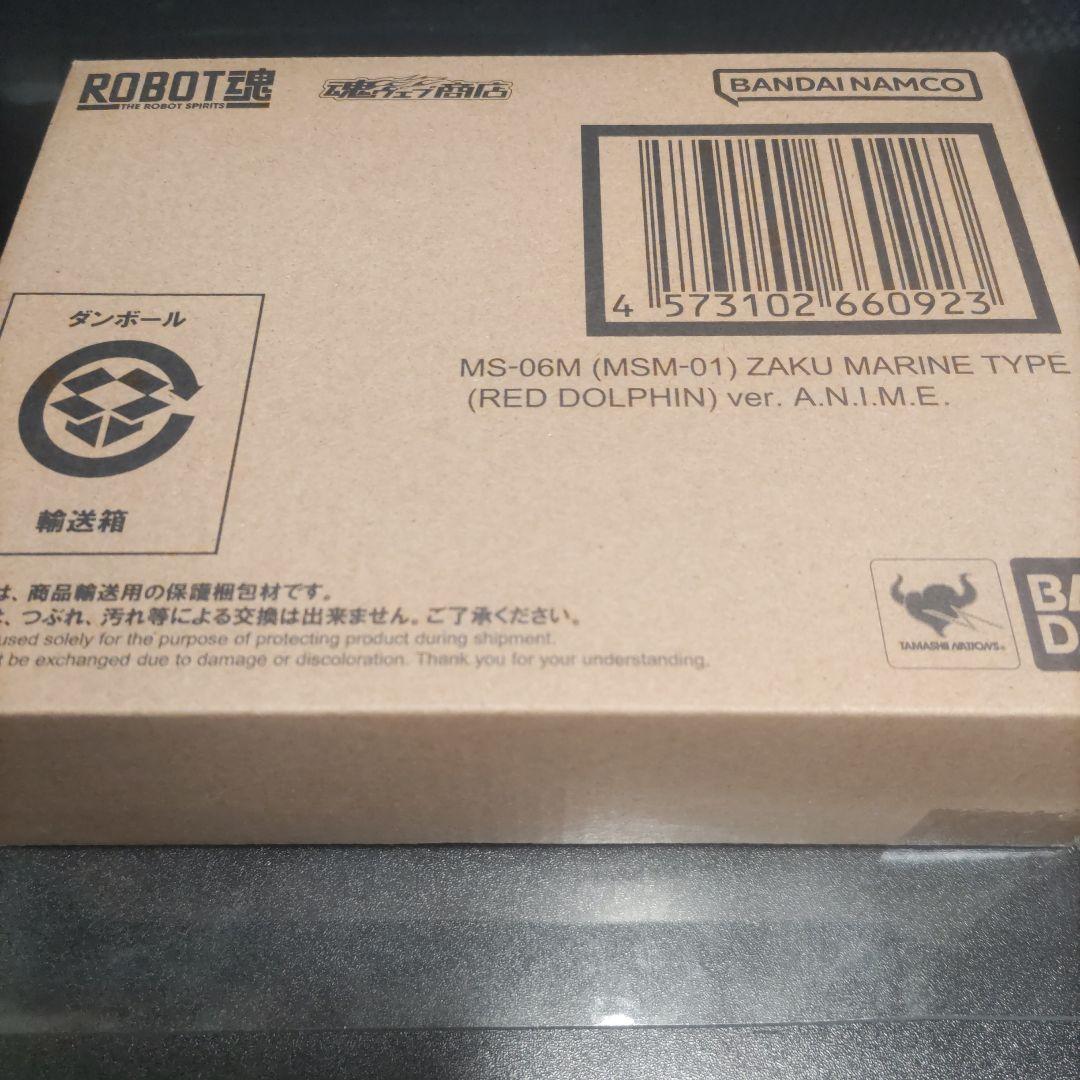 ROBOT魂
THE ROBOT SPIRITS
魂ウェブ商店
BANDAI NAMCO
4 573102 660923
MS-06M (MSM-01) ZAKU MARINE TYPE
(RED DOLPHIN) ver. A.N.I.M.E.
ダンボール
輸送箱
は、商品輸送用の保護梱包材です。
、つぶれ、汚れ等による交換は出来ません。ご了承ください。
used solely for the purpose of protecting product during shipment.
be exchanged due to damage or discoloration. Thank you for your understanding.
TAMASHII NATIONS
BA
D